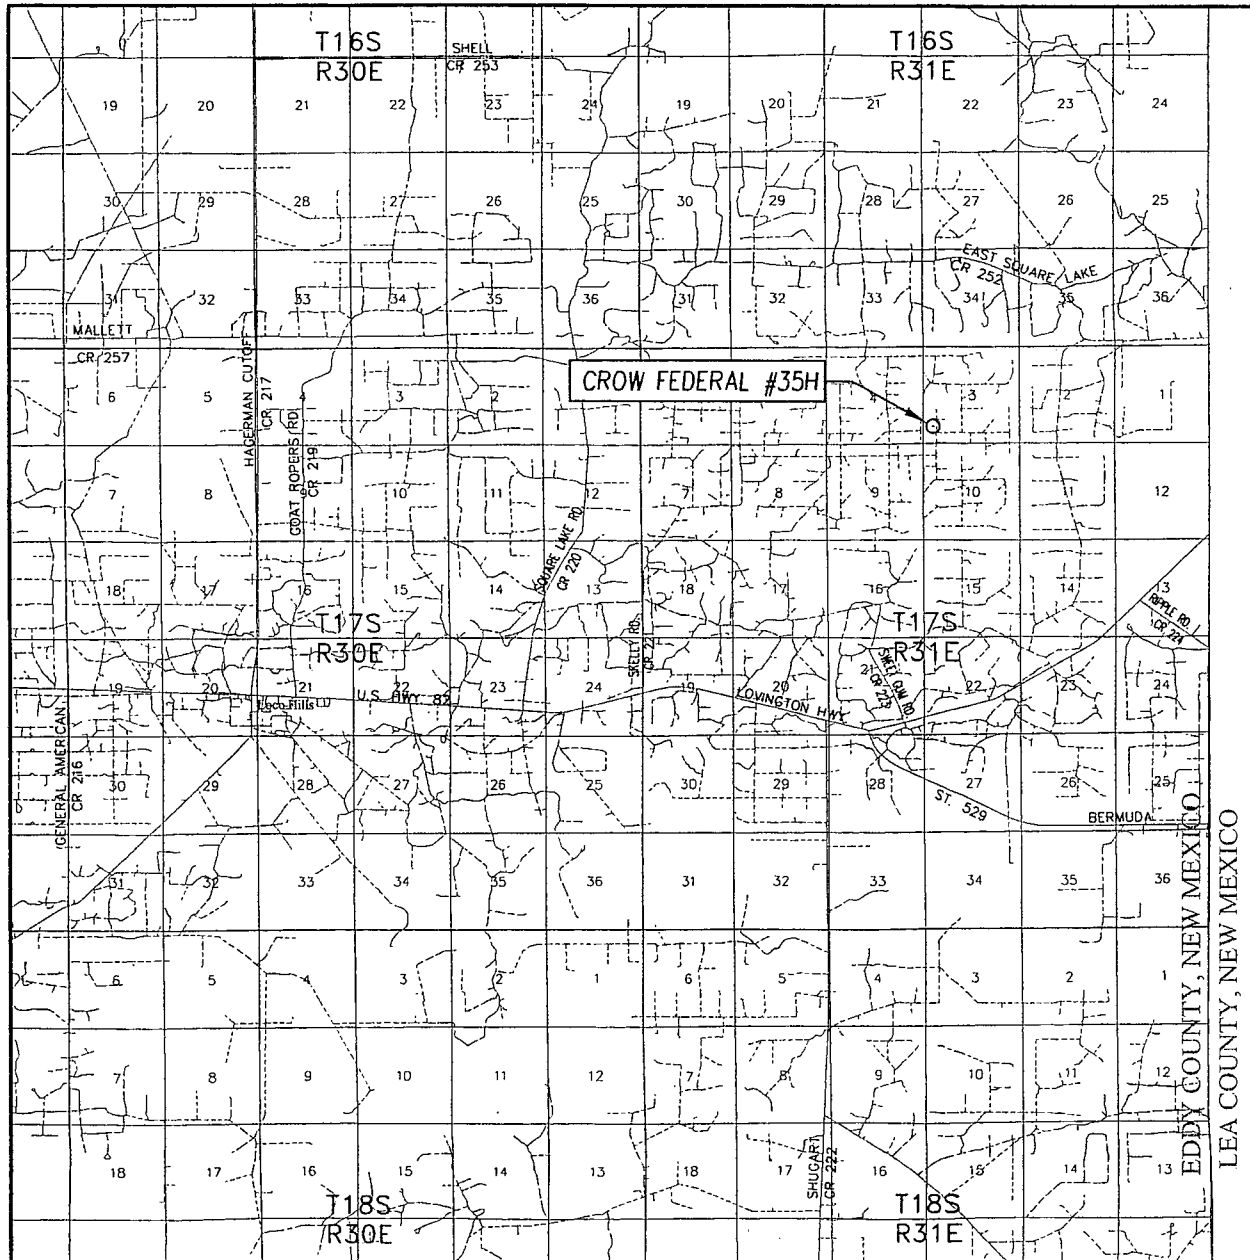 T16S
R30E
SHELL
CR 253
T16S
R31E
19 20 21 22 23 24 19 20 21 22 23 24
30 29 28 27 26 25 30 29 28 27 26 25
EAST SQUARE LAKE
CR 252
31 32 33 34 35 36 31 32 33 34 35 36
MALLETT
CR 257
HAGERMAN CUTOFF
CR 217
CROW FEDERAL #35H
6 5 4 3 2 4 3 2 1
GOAT ROPERS RD.
CR 219
7 8 9 10 11 12 7 8 9 10 11 12
SQUARE LAKE RD.
CR 220
18 17 16 15 14 13 18 17 16 15 14 13
RIPPLE RD.
CR 224
T17S
R30E
SKELLY RD.
CR 221
T17S
R31E
SKELLY GUM RD.
CR 223
19 20 21 22 23 24 19 20 21 22 23 24
Loco Hills
U.S. HWY 82
LOVINGTON HWY
GENERAL AMERICAN
CR 216
30 29 28 27 26 25 30 29 28 27 26 25
ST. 529
BERMUDA
31 32 33 34 35 36 31 32 33 34 35 36
6 5 4 3 2 1 6 5 4 3 2 1
7 8 9 10 11 12 7 8 9 10 11 12
SHUGART
CR 222
18 17 16 15 14 13 18 17 16 15 14 13
T18S
R30E
T18S
R31E
EDDY COUNTY, NEW MEXICO
LEA COUNTY, NEW MEXICO